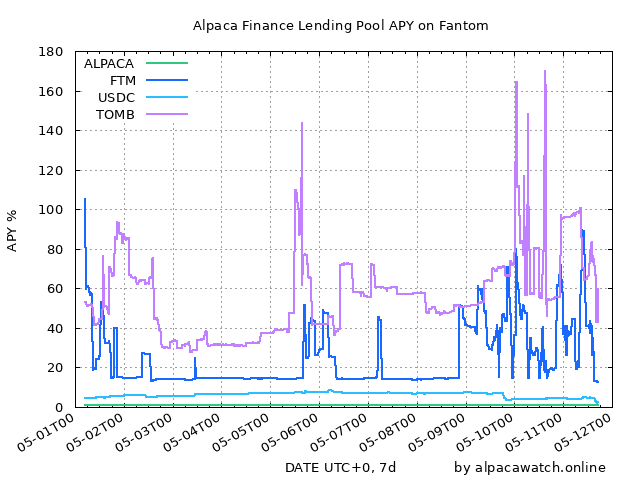 Alpaca Finance Lending Pool APY on Fantom
180
160
140
120
100
80
60
40
20
0
APY %
ALPACA
FTM
USDC
TOMB
05-01T00
05-02T00
05-03T00
05-04T00
05-05T00
05-06T00
05-07T00
05-08T00
05-09T00
05-10T00
05-11T00
05-12T00
DATE UTC+0, 7d
by alpacawatch.online